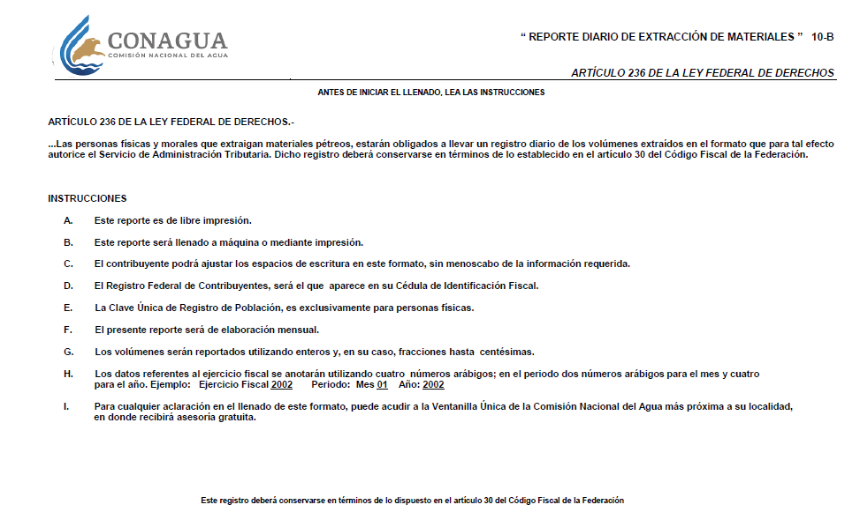 CONAGUA
COMISIÓN NACIONAL DEL AGUA
“ REPORTE DIARIO DE EXTRACCIÓN DE MATERIALES ” 10-B
ARTÍCULO 236 DE LA LEY FEDERAL DE DERECHOS
ANTES DE INICIAR EL LLENADO, LEA LAS INSTRUCCIONES
ARTÍCULO 236 DE LA LEY FEDERAL DE DERECHOS.-
...Las personas físicas y morales que extraigan materiales pétreos, estarán obligados a llevar un registro diario de los volúmenes extraídos en el formato que para tal efecto
autorice el Servicio de Administración Tributaria. Dicho registro deberá conservarse en términos de lo establecido en el artículo 30 del Código Fiscal de la Federación.
INSTRUCCIONES
A. Este reporte es de libre impresión.
B. Este reporte será llenado a máquina o mediante impresión.
C. El contribuyente podrá ajustar los espacios de escritura en este formato, sin menoscabo de la información requerida.
D. El Registro Federal de Contribuyentes, será el que aparece en su Cédula de Identificación Fiscal.
E. La Clave Única de Registro de Población, es exclusivamente para personas físicas.
F. El presente reporte será de elaboración mensual.
G. Los volúmenes serán reportados utilizando enteros y, en su caso, fracciones hasta centésimas.
H. Los datos referentes al ejercicio fiscal se anotarán utilizando cuatro números arábigos; en el periodo dos números arábigos para el mes y cuatro
para el año. Ejemplo: Ejercicio Fiscal 2002 Periodo: Mes 01 Año: 2002
I. Para cualquier aclaración en el llenado de este formato, puede acudir a la Ventanilla Única de la Comisión Nacional del Agua más próxima a su localidad,
en donde recibirá asesoría gratuita.
Este registro deberá conservarse en términos de lo dispuesto en el artículo 30 del Código Fiscal de la Federación